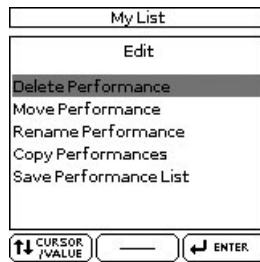 My List
Edit
Delete Performance
Move Performance
Rename Performance
Copy Performances
Save Performance List
CURSOR
/VALUE
ENTER